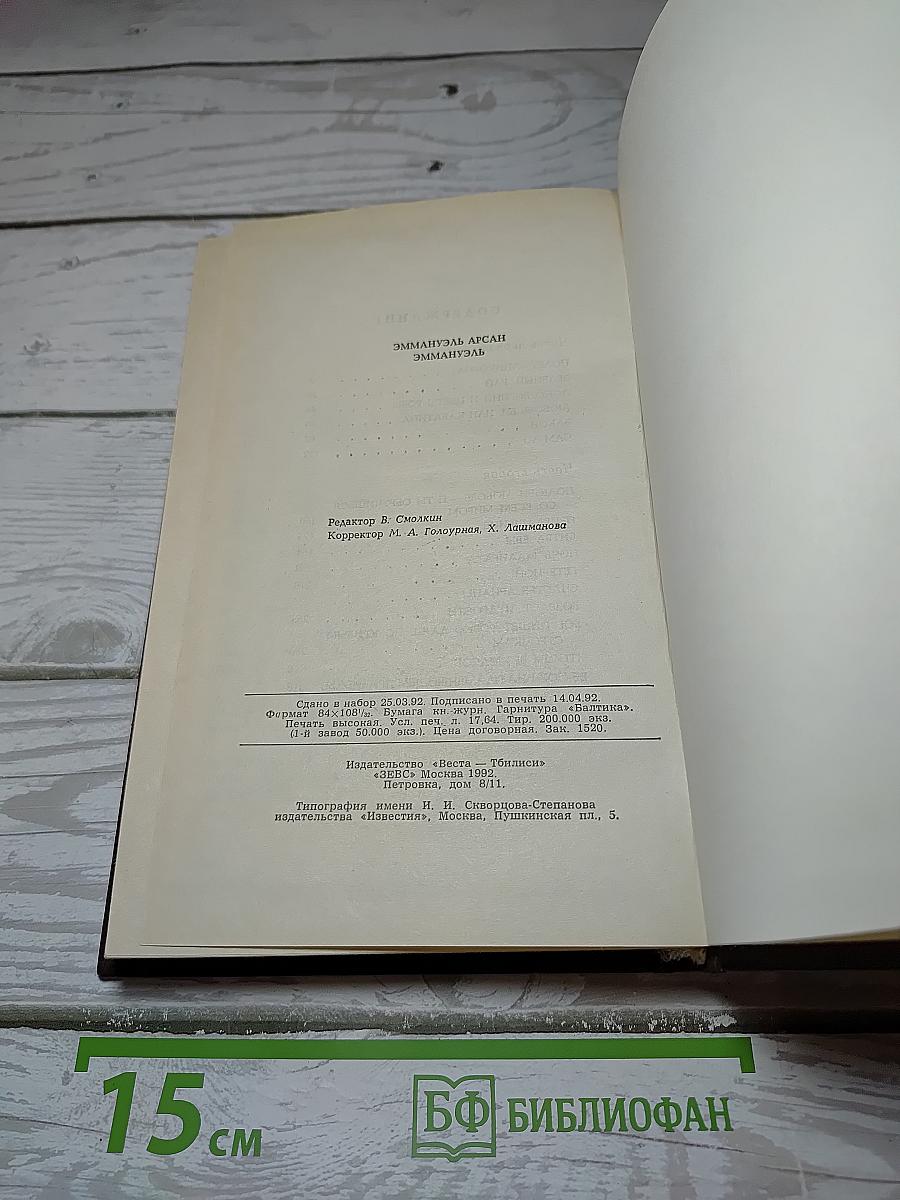 ЭММАНУЭЛЬ АРСАН
ЭММАНУЭЛЬ
Редактор В. Смолкин
Корректор М. А. Голоурная, Х. Лашманова
Сдано в набор 25.03.92. Подписано в печать 14.04.92.
Формат 84×108¹/₃₂. Бумага кн.-журн. Гарнитура «Балтика».
Печать высокая. Усл. печ. л. 17,64. Тир. 200.000 экз.
(1-й завод 50.000 экз.). Цена договорная. Зак. 1520.
Издательство «Веста — Тбилиси»
«ЗЕВС» Москва 1992.
Петровка, дом 8/11.
Типография имени И. И. Скворцова-Степанова
издательства «Известия», Москва, Пушкинская пл., 5.
15 см
БФ БИБЛИОФАН